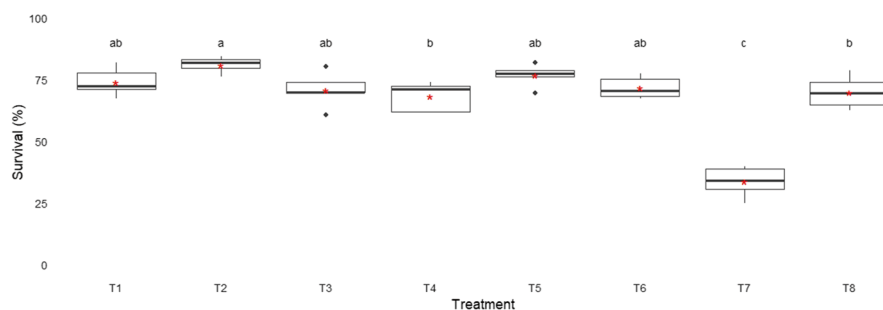 100
ab a ab b ab ab c b
75
50
25
0
Survival (%)
T1 T2 T3 T4 T5 T6 T7 T8
Treatment